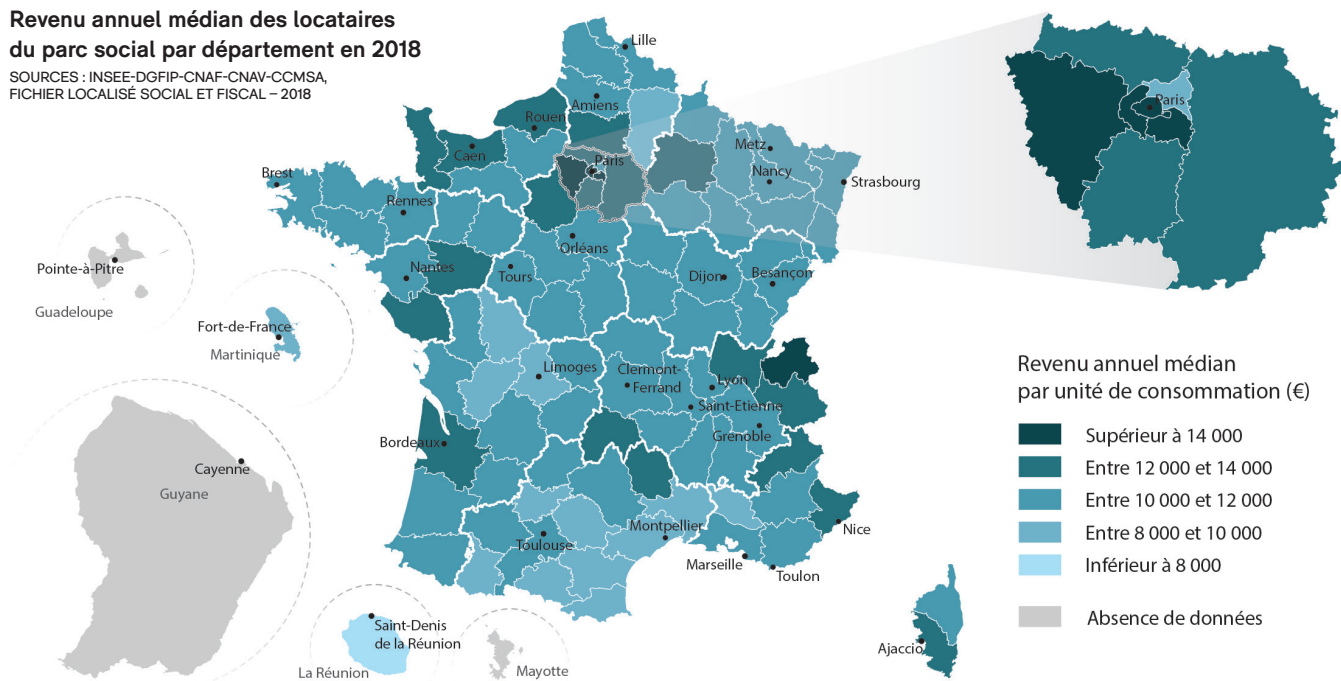 Revenu annuel médian des locataires
du parc social par département en 2018
SOURCES : INSEE-DGFIP-CNAF-CNAV-CCMSA,
FICHIER LOCALISÉ SOCIAL ET FISCAL – 2018
Lille
Amiens
Rouen
Caen
Paris
Metz
Nancy
Strasbourg
Brest
Rennes
Orléans
Nantes
Tours
Dijon
Besançon
Limoges
Clermont-
Ferrand
Lyon
Saint-Etienne
Grenoble
Bordeaux
Toulouse
Montpellier
Marseille
Toulon
Nice
Ajaccio
Paris
Pointe-à-Pitre
Guadeloupe
Fort-de-France
Martinique
Cayenne
Guyane
Saint-Denis
de la Réunion
La Réunion
Mayotte
Revenu annuel médian
par unité de consommation (€)
Supérieur à 14 000
Entre 12 000 et 14 000
Entre 10 000 et 12 000
Entre 8 000 et 10 000
Inférieur à 8 000
Absence de données